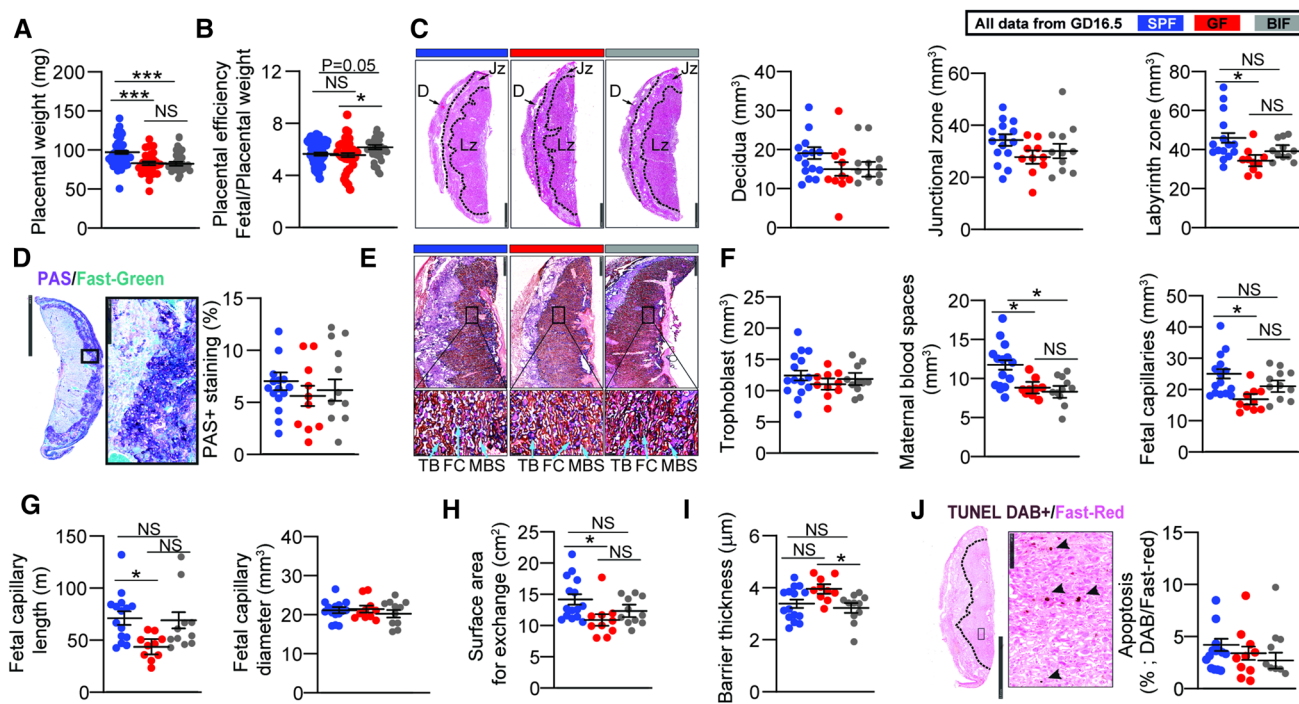 All data from GD16.5 SPF GF BIF
A
Placental weight (mg)
200
150
100
50
0
***
***
NS
B
Placental efficiency
Fetal/Placental weight
12
9
6
3
0
P=0.05
NS
*
C
D
Jz
Lz
D
Jz
Lz
D
Jz
Lz
Decidua (mm³)
40
30
20
10
0
Junctional zone (mm³)
60
40
20
0
Labyrinth zone (mm³)
80
60
40
20
0
NS
*
NS
D
PAS/Fast-Green
PAS+ staining (%)
15
10
5
0
E
TB FC MBS
TB FC MBS
TB FC MBS
F
Trophoblast (mm³)
25
20
15
10
5
0
Maternal blood spaces
(mm³)
20
15
10
5
0
*
*
NS
Fetal capillaries (mm³)
50
40
30
20
10
0
NS
*
NS
G
Fetal capillary
length (m)
150
100
50
0
NS
NS
*
Fetal capillary
diameter (mm³)
40
30
20
10
0
H
Surface area
for exchange (cm²)
25
20
15
10
5
0
NS
*
NS
I
Barrier thickness (µm)
6
4
2
0
NS
NS
*
J
TUNEL DAB+/Fast-Red
Apoptosis
(% ; DAB/Fast-red)
15
10
5
0